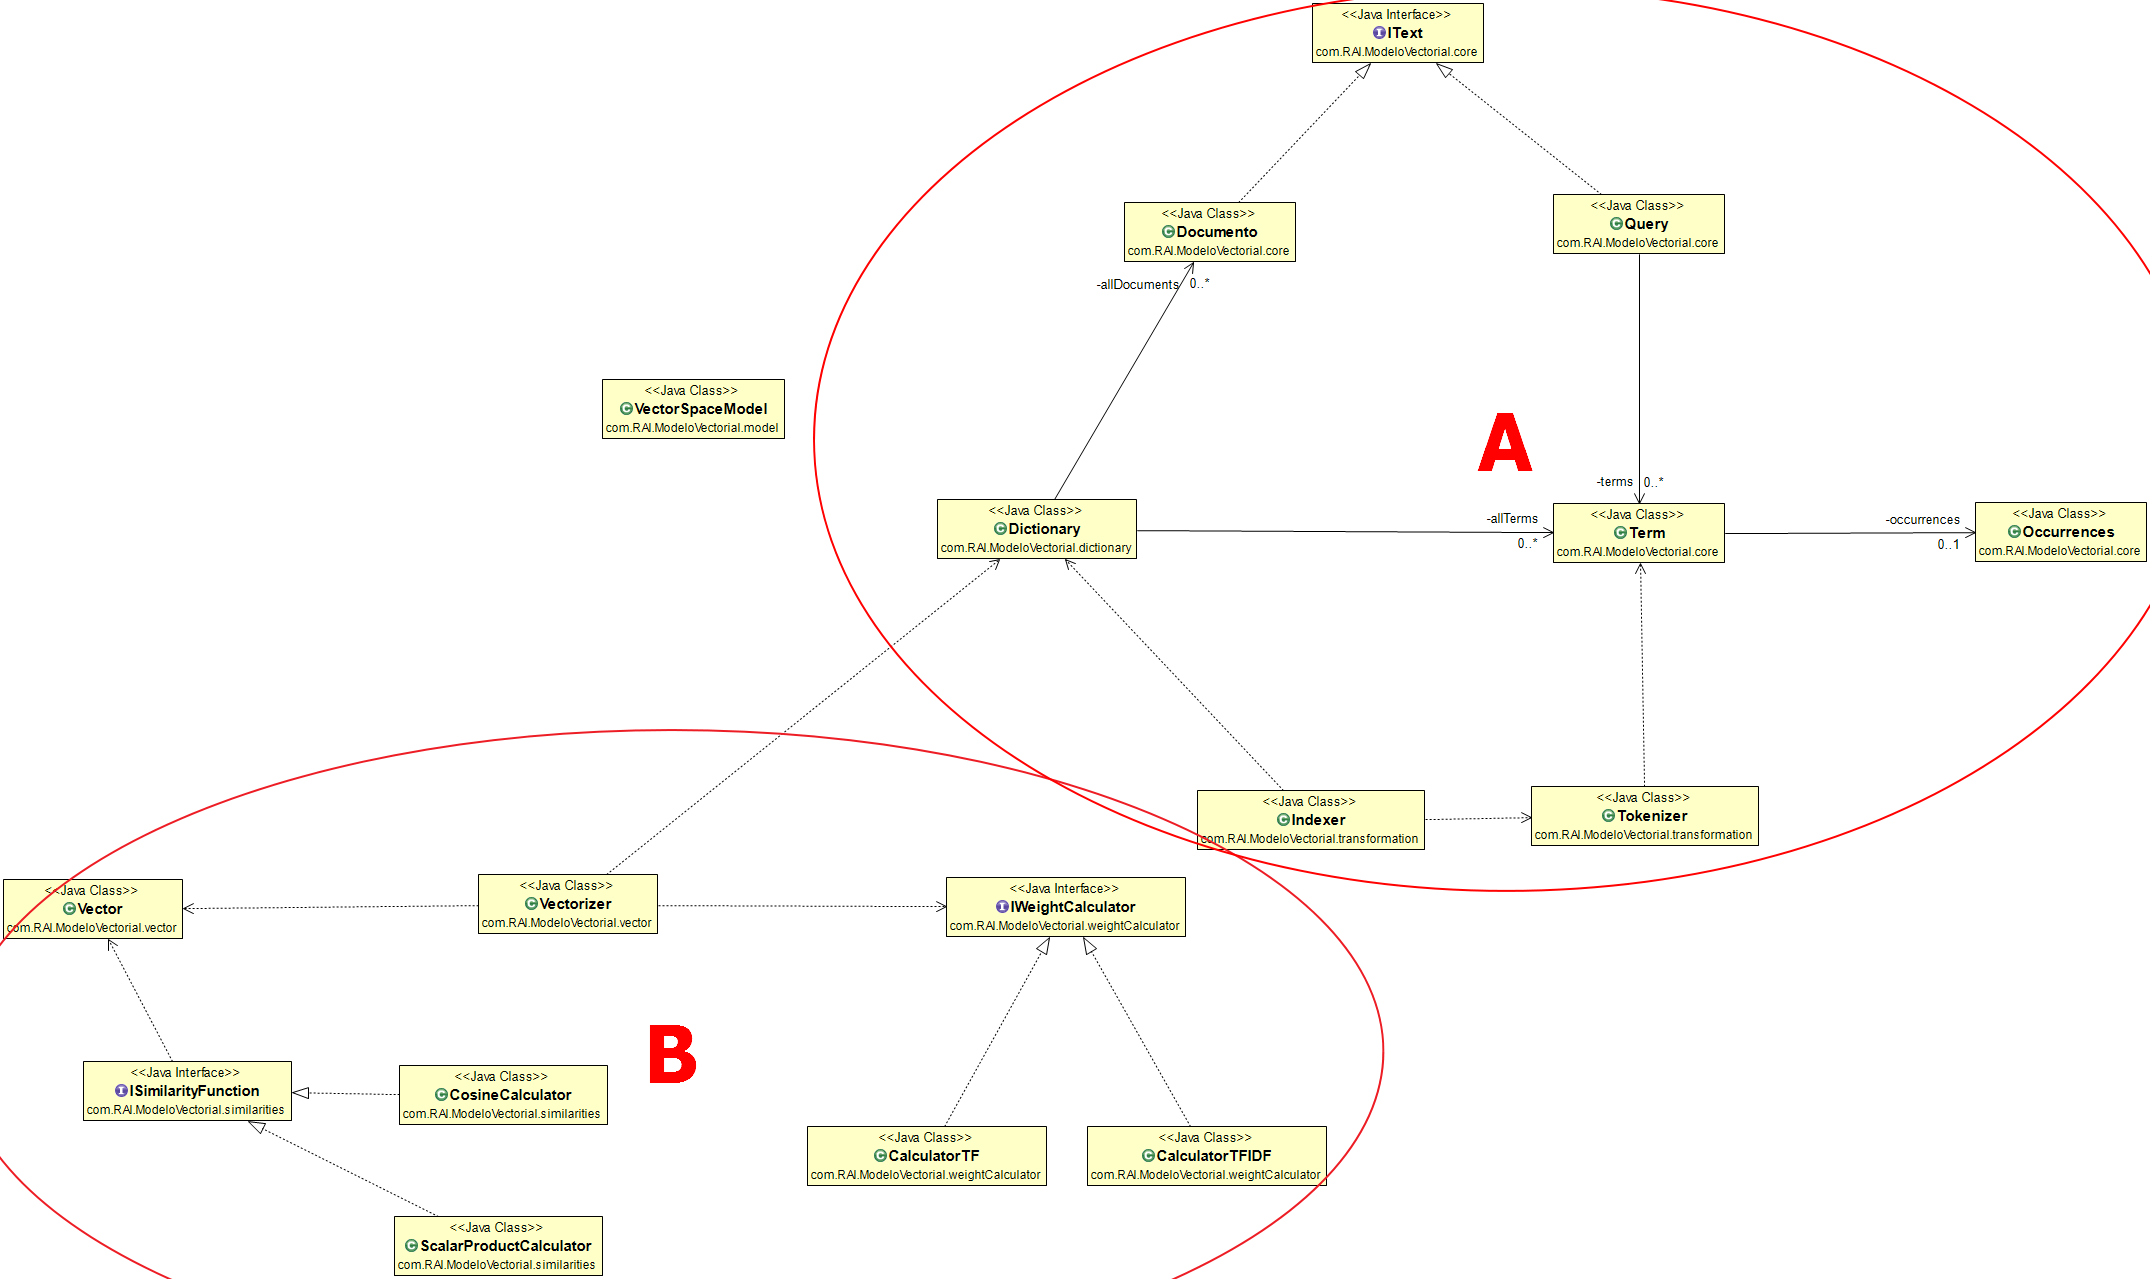 <<Java Interface>>
IText
com.RAI.ModeloVectorial.core
<<Java Class>>
Documento
com.RAI.ModeloVectorial.core
<<Java Class>>
Query
com.RAI.ModeloVectorial.core
-allDocuments 0..*
<<Java Class>>
VectorSpaceModel
com.RAI.ModeloVectorial.model
A
-terms 0..*
<<Java Class>>
Dictionary
com.RAI.ModeloVectorial.dictionary
-allTerms
0..*
<<Java Class>>
Term
com.RAI.ModeloVectorial.core
-occurrences
0..1
<<Java Class>>
Occurrences
com.RAI.ModeloVectorial.core
<<Java Class>>
Indexer
com.RAI.ModeloVectorial.transformation
<<Java Class>>
Tokenizer
com.RAI.ModeloVectorial.transformation
<<Java Class>>
Vector
com.RAI.ModeloVectorial.vector
<<Java Class>>
Vectorizer
com.RAI.ModeloVectorial.vector
<<Java Interface>>
IWeightCalculator
com.RAI.ModeloVectorial.weightCalculator
B
<<Java Interface>>
ISimilarityFunction
com.RAI.ModeloVectorial.similarities
<<Java Class>>
CosineCalculator
com.RAI.ModeloVectorial.similarities
<<Java Class>>
CalculatorTF
com.RAI.ModeloVectorial.weightCalculator
<<Java Class>>
CalculatorTFIDF
com.RAI.ModeloVectorial.weightCalculator
<<Java Class>>
ScalarProductCalculator
com.RAI.ModeloVectorial.similarities